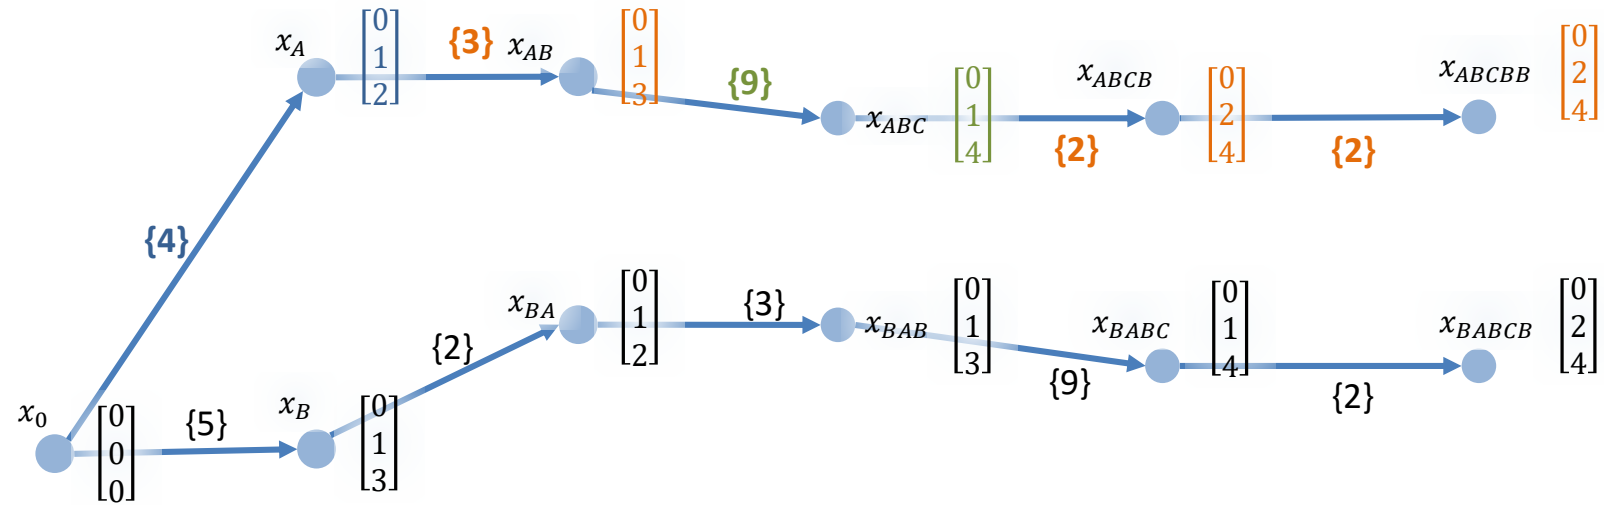 x_A
[0 1 2]
{3}
x_AB
[0 1 3]
{9}
x_ABC
[0 1 4]
x_ABCB
{2}
[0 2 4]
{2}
x_ABCBB
[0 2 4]
{4}
x_BA
{2}
[0 1 2]
{3}
x_BAB
[0 1 3]
{9}
x_BABC
[0 1 4]
{2}
x_BABCB
[0 2 4]
x_0
[0 0 0]
{5}
x_B
[0 1 3]